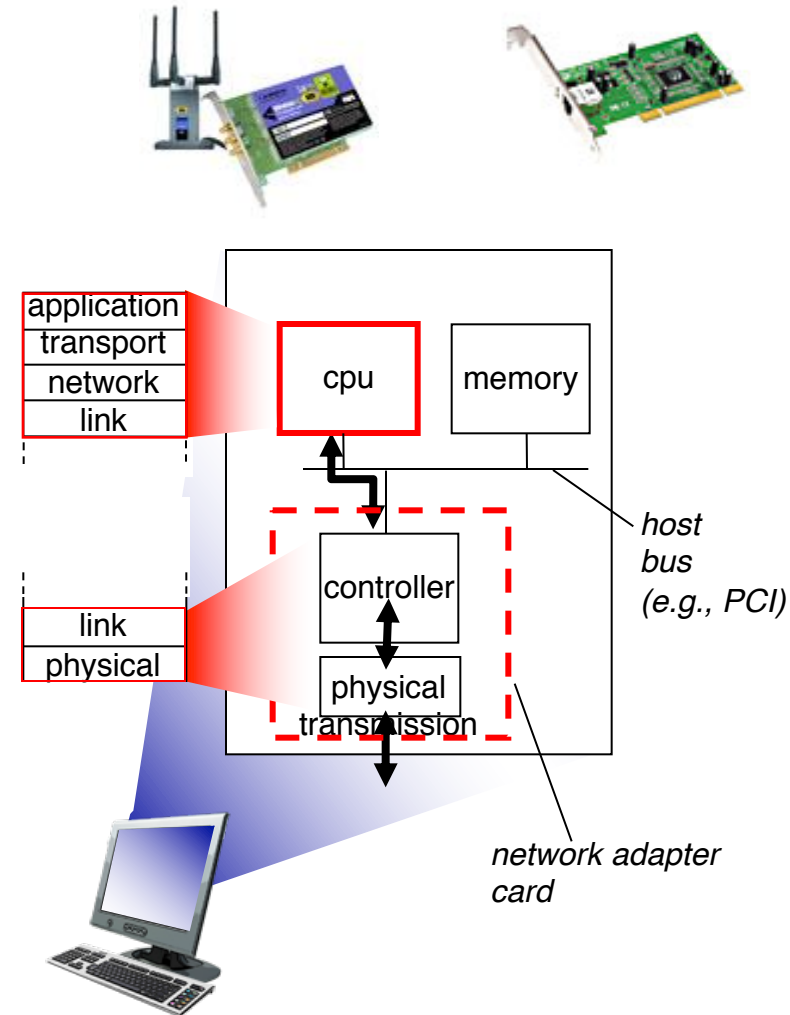 application
transport
network
link
cpu
memory
host
bus
(e.g., PCI)
controller
link
physical
physical
transmission
network adapter
card